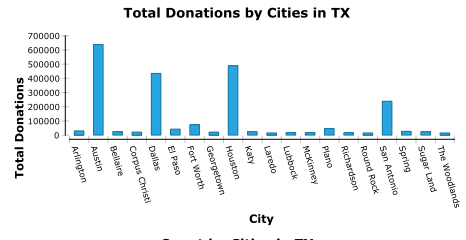 Total Donations by Cities in TX
Total Donations
700000
600000
500000
400000
300000
200000
100000
0
Arlington
Austin
Bellaire
Corpus Christi
Dallas
El Paso
Fort Worth
Georgetown
Houston
Katy
Laredo
Lubbock
McKinney
Plano
Richardson
Round Rock
San Antonio
Spring
Sugar Land
The Woodlands
City